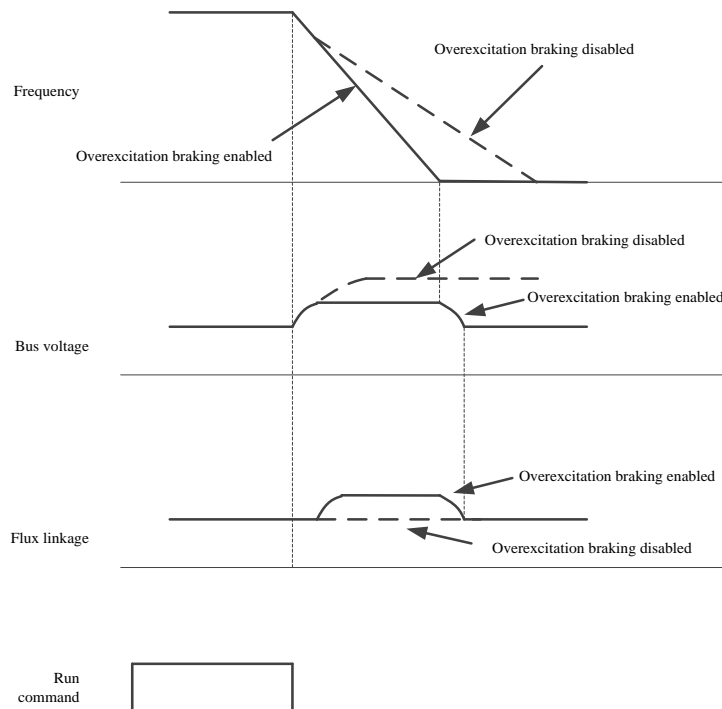 Overexcitation braking disabled
Frequency
Overexcitation braking enabled
Overexcitation braking disabled
Overexcitation braking enabled
Bus voltage
Overexcitation braking enabled
Flux linkage
Overexcitation braking disabled
Run
command